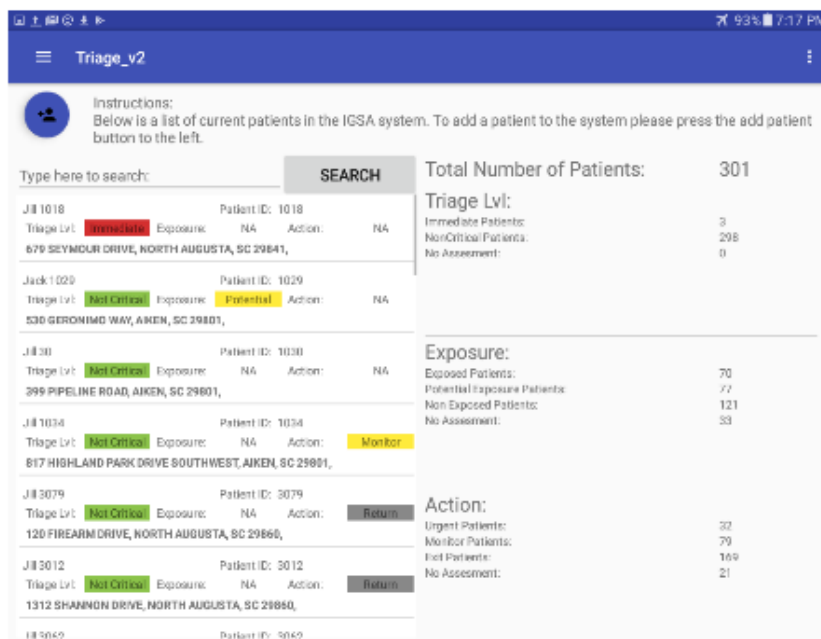 93% 7:17 PM
Triage_v2
Instructions:
Below is a list of current patients in the IGSA system. To add a patient to the system please press the add patient
button to the left.
Type here to search:
SEARCH
Jill 1018 Patient ID: 1018
Triage Lvl: Immediate Exposure: NA Action: NA
679 SEYMOUR DRIVE, NORTH AUGUSTA, SC 29841,
Jack 1029 Patient ID: 1029
Triage Lvl: Not Critical Exposure: Potential Action: NA
530 GERONIMO WAY, AIKEN, SC 29801,
Jill 30 Patient ID: 1030
Triage Lvl: Not Critical Exposure: NA Action: NA
399 PIPELINE ROAD, AIKEN, SC 29801,
Jill 1034 Patient ID: 1034
Triage Lvl: Not Critical Exposure: NA Action: Monitor
817 HIGHLAND PARK DRIVE SOUTHWEST, AIKEN, SC 29801,
Jill 3079 Patient ID: 3079
Triage Lvl: Not Critical Exposure: NA Action: Return
120 FIREARM DRIVE, NORTH AUGUSTA, SC 29860,
Jill 3012 Patient ID: 3012
Triage Lvl: Not Critical Exposure: NA Action: Return
1312 SHANNON DRIVE, NORTH AUGUSTA, SC 29860,
Jill 3062 Patient ID: 3062
Total Number of Patients: 301
Triage Lvl:
Immediate Patients: 3
NonCritical Patients: 298
No Assesment: 0
Exposure:
Exposed Patients: 70
Potential Exposure Patients: 77
Non Exposed Patients: 121
No Assesment: 33
Action:
Urgent Patients: 32
Monitor Patients: 79
Exit Patients: 169
No Assesment: 21